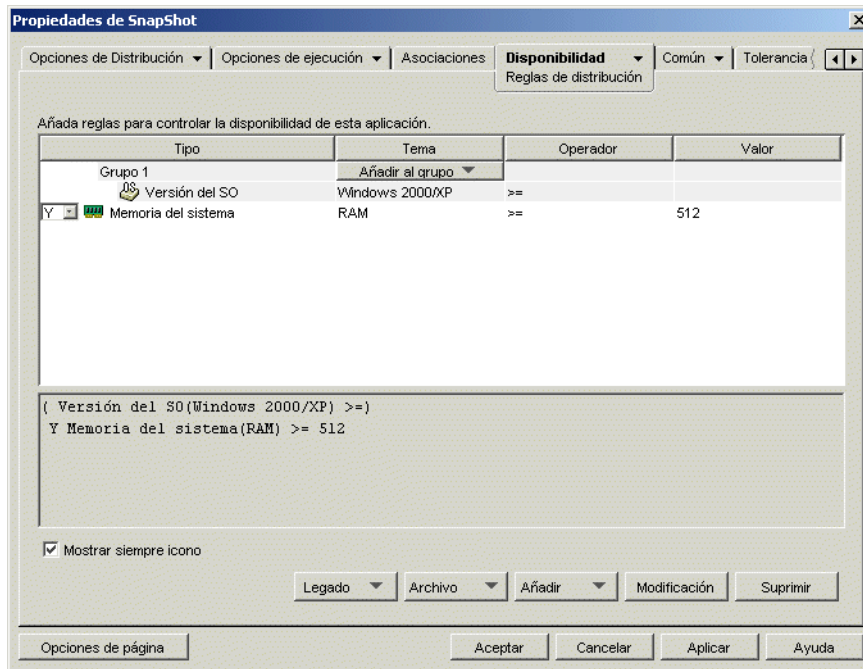 Propiedades de SnapShot
Opciones de Distribución Opciones de ejecución Asociaciones Disponibilidad Común Tolerancia
Reglas de distribución
Añada reglas para controlar la disponibilidad de esta aplicación.
Tipo Tema Operador Valor
Grupo 1 Añadir al grupo
Versión del SO Windows 2000/XP >=
Y Memoria del sistema RAM >= 512
( Versión del SO(Windows 2000/XP) >=)
Y Memoria del sistema(RAM) >= 512
Mostrar siempre icono
Legado Archivo Añadir Modificación Suprimir
Opciones de página Aceptar Cancelar Aplicar Ayuda